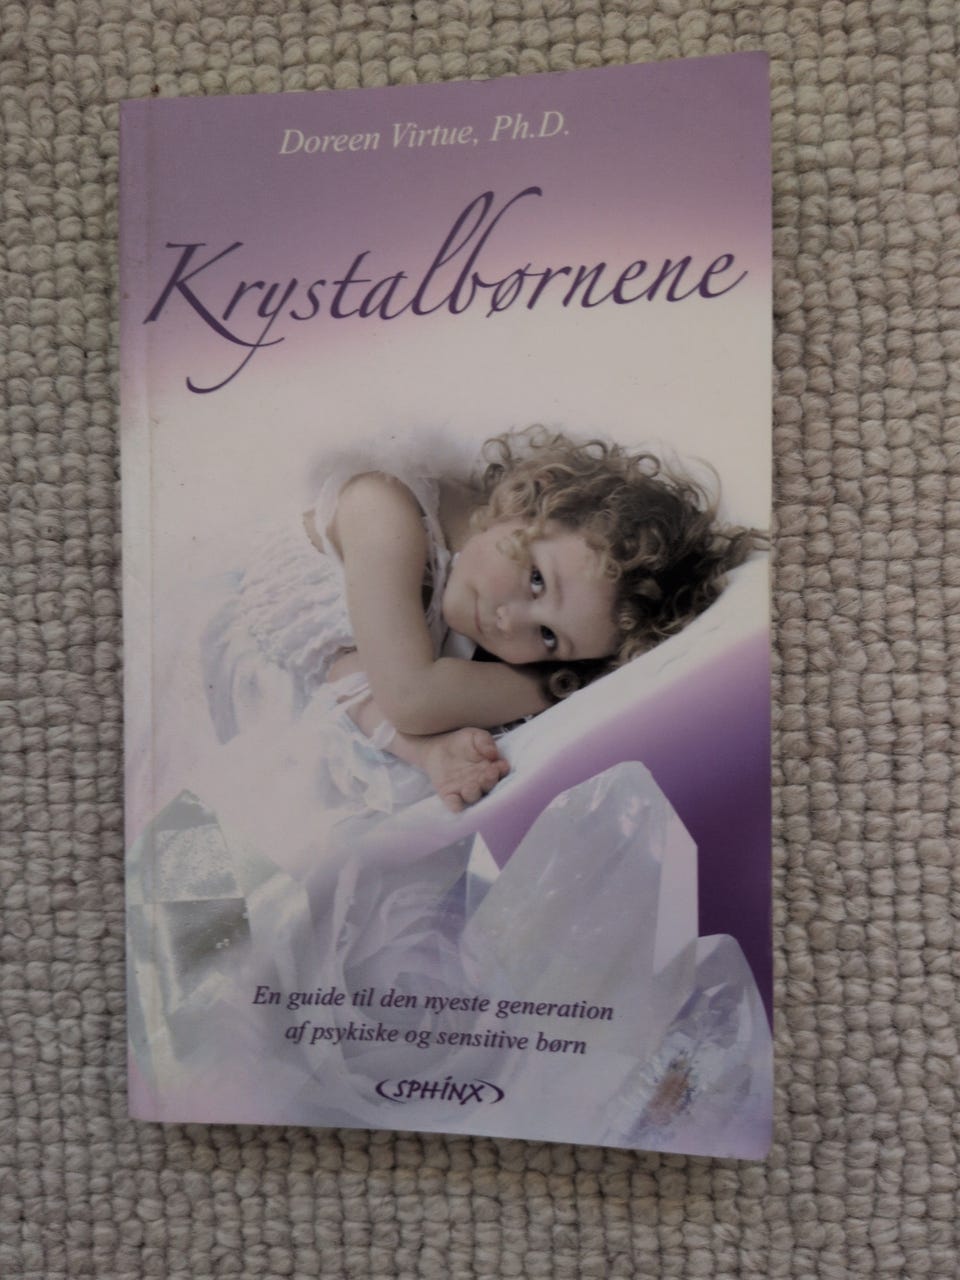 Doreen Virtue, Ph.D.
Krystalbørnene
En guide til den nyeste generation
af psykiske og sensitive børn
SPHINX